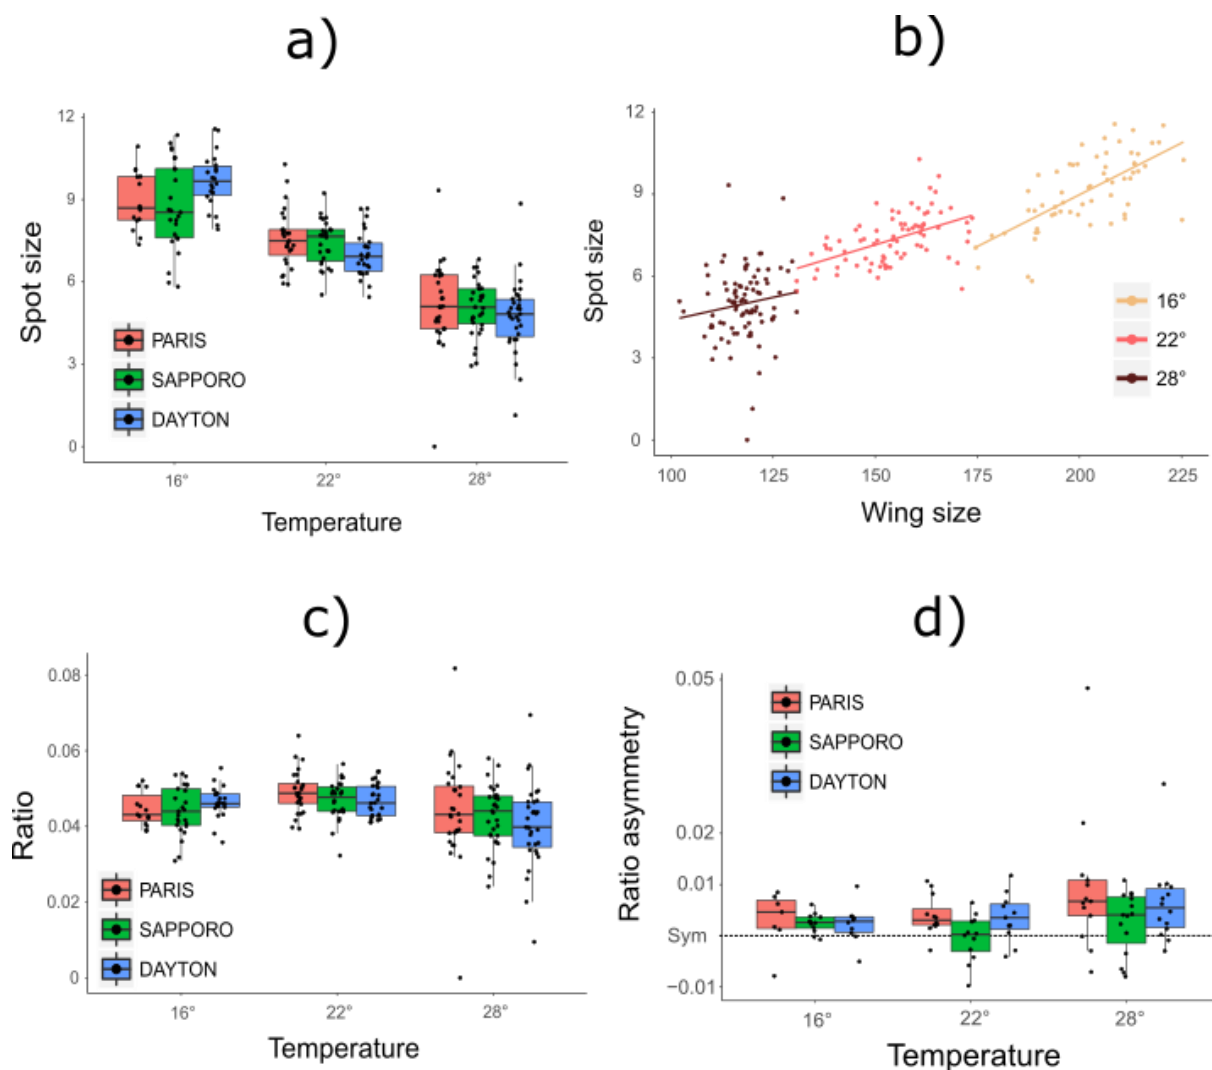 a)
12
9
6
3
0
Spot size
PARIS
SAPPORO
DAYTON
16°
22°
28°
Temperature
b)
12
9
6
3
0
Spot size
16°
22°
28°
100
125
150
175
200
225
Wing size
c)
0.08
0.06
0.04
0.02
0
Ratio
PARIS
SAPPORO
DAYTON
16°
22°
28°
Temperature
d)
0.05
0.02
0.01
Sym
−0.01
Ratio asymmetry
PARIS
SAPPORO
DAYTON
16°
22°
28°
Temperature